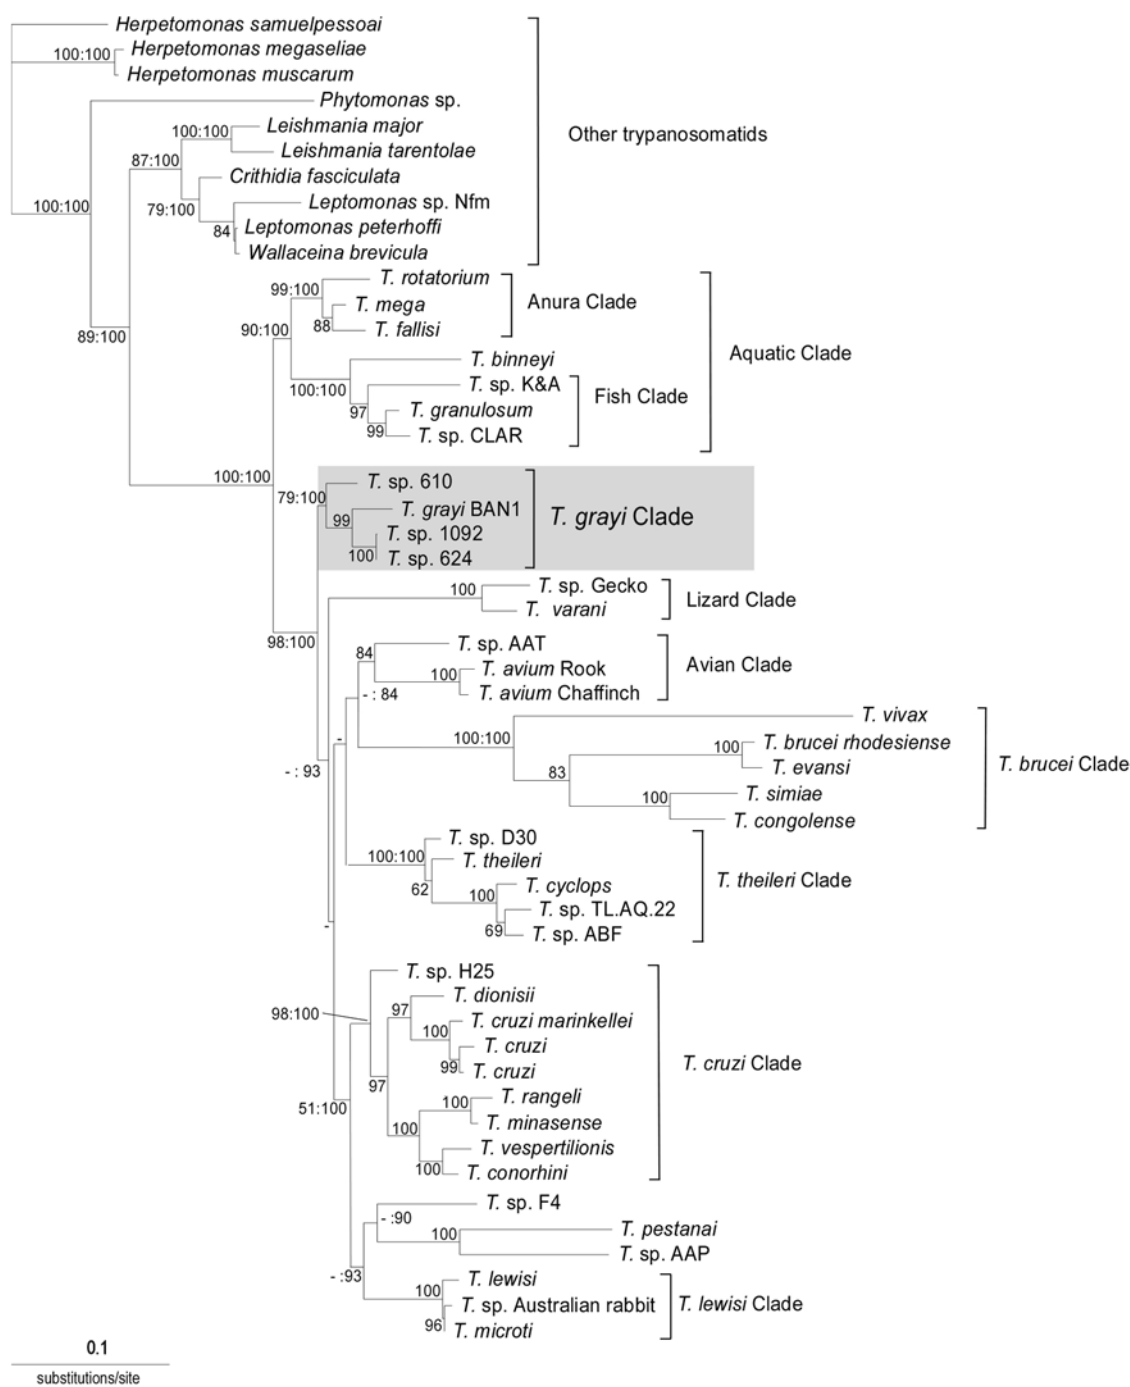 Herpetomonas samuelpessoai
100:100
Herpetomonas megaseliae
Herpetomonas muscarum
Phytomonas sp.
Leishmania major
100:100
Other trypanosomatids
Leishmania tarentolae
87:100
Crithidia fasciculata
Leptomonas sp. Nfm
100:100
79:100
Leptomonas peterhoffi
84
Wallaceina brevicula
T. rotatorium
99:100
T. mega
Anura Clade
88
T. fallisi
90:100
89:100
T. binneyi
Aquatic Clade
T. sp. K&A
100:100
Fish Clade
97
T. granulosum
99
T. sp. CLAR
100:100
T. sp. 610
79:100
T. grayi BAN1
T. grayi Clade
99
T. sp. 1092
100
T. sp. 624
T. sp. Gecko
100
Lizard Clade
T. varani
98:100
T. sp. AAT
84
T. avium Rook
Avian Clade
100
- : 84
T. avium Chaffinch
T. vivax
100:100
-
T. brucei rhodesiense
100
T. brucei Clade
- : 93
83
T. evansi
T. simiae
100
T. congolense
T. sp. D30
100:100
T. theileri
T. theileri Clade
62
T. cyclops
100
T. sp. TL.AQ.22
-
69
T. sp. ABF
T. sp. H25
T. dionisii
98:100
97
T. cruzi marinkellei
100
T. cruzi
T. cruzi Clade
99
T. cruzi
97
T. rangeli
51:100
100
T. minasense
100
T. vespertilionis
100
T. conorhini
T. sp. F4
- :90
T. pestanai
100
T. sp. AAP
- :93
T. lewisi
100
T. sp. Australian rabbit
T. lewisi Clade
96
T. microti
0.1
substitutions/site